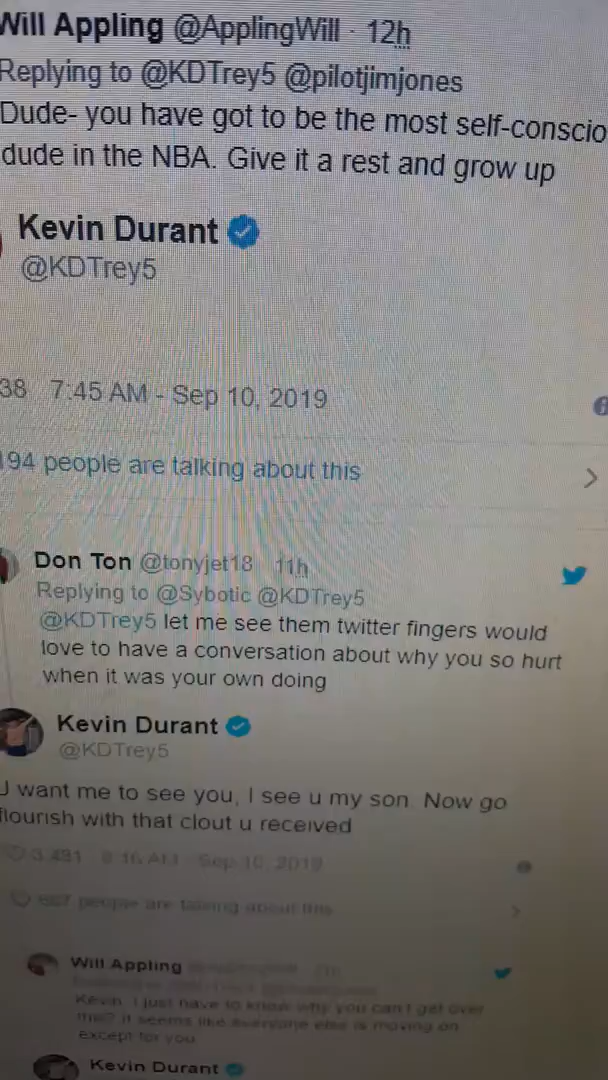 Will Appling @ApplingWill · 12h
Replying to @KDTrey5 @pilotjimjones
Dude- you have got to be the most self-conscio
dude in the NBA. Give it a rest and grow up
Kevin Durant
@KDTrey5
38 7:45 AM - Sep 10, 2019
194 people are talking about this
Don Ton @tonyjet18 11h
Replying to @Sybotic @KDTrey5
@KDTrey5 let me see them twitter fingers would
love to have a conversation about why you so hurt
when it was your own doing
Kevin Durant
@KDTrey5
U want me to see you, I see u my son. Now go
flourish with that clout u received
3,491 8:16 AM - Sep 10, 2019
687 people are talking about this
Will Appling
Kevin, I just have to know why you can't get over
this? It seems like everyone else is moving on
except for you
Kevin Durant